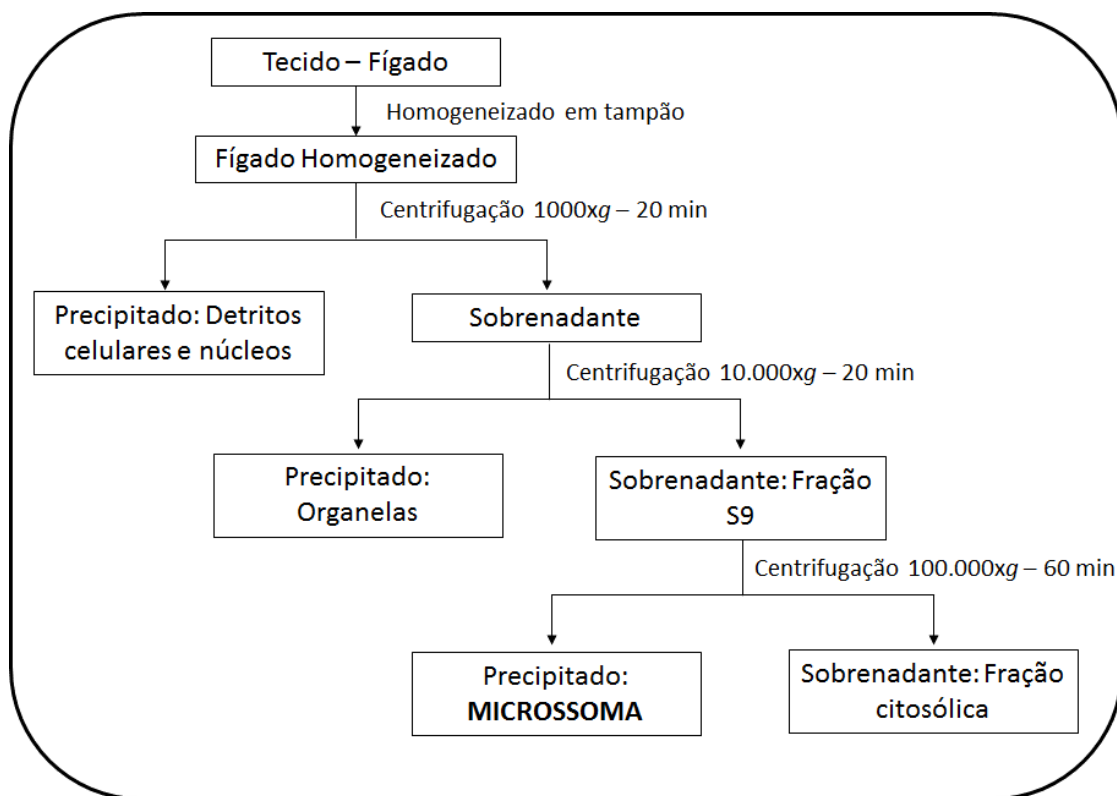 Tecido – Fígado
Homogeneizado em tampão
Fígado Homogeneizado
Centrifugação 1000xg – 20 min
Precipitado: Detritos
celulares e núcleos
Sobrenadante
Centrifugação 10.000xg – 20 min
Precipitado:
Organelas
Sobrenadante: Fração
S9
Centrifugação 100.000xg – 60 min
Precipitado:
MICROSSOMA
Sobrenadante: Fração
citosólica